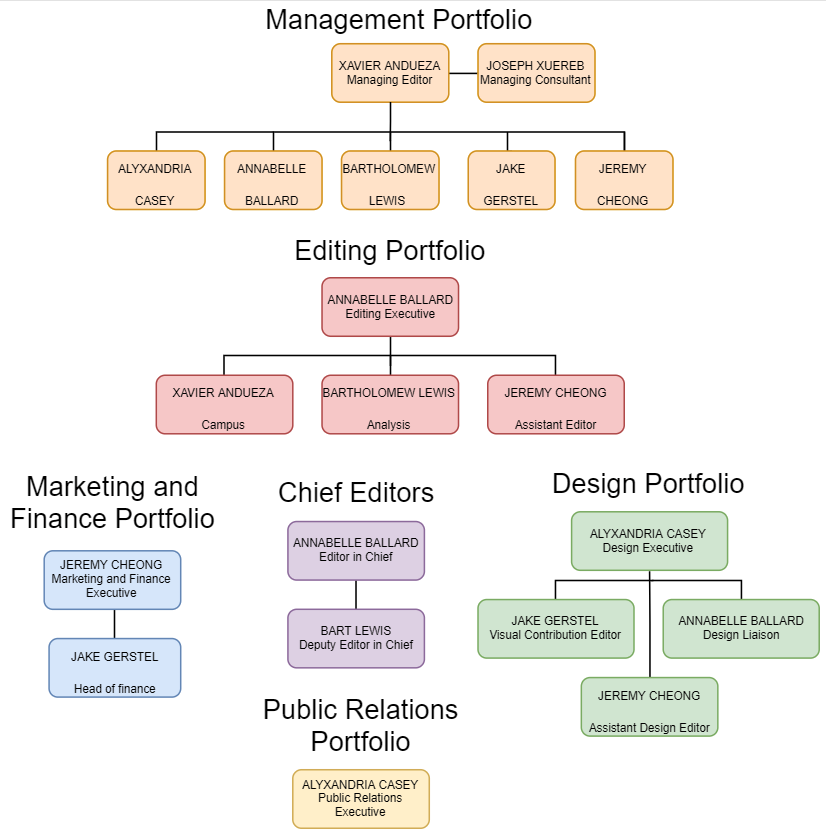 Management Portfolio
XAVIER ANDUEZA
Managing Editor
JOSEPH XUEREB
Managing Consultant
ALYXANDRIA
CASEY
ANNABELLE
BALLARD
BARTHOLOMEW
LEWIS
JAKE
GERSTEL
JEREMY
CHEONG
Editing Portfolio
ANNABELLE BALLARD
Editing Executive
XAVIER ANDUEZA
Campus
BARTHOLOMEW LEWIS
Analysis
JEREMY CHEONG
Assistant Editor
Marketing and
Finance Portfolio
JEREMY CHEONG
Marketing and Finance
Executive
JAKE GERSTEL
Head of finance
Chief Editors
ANNABELLE BALLARD
Editor in Chief
BART LEWIS
Deputy Editor in Chief
Design Portfolio
ALYXANDRIA CASEY
Design Executive
JAKE GERSTEL
Visual Contribution Editor
ANNABELLE BALLARD
Design Liaison
JEREMY CHEONG
Assistant Design Editor
Public Relations
Portfolio
ALYXANDRIA CASEY
Public Relations
Executive